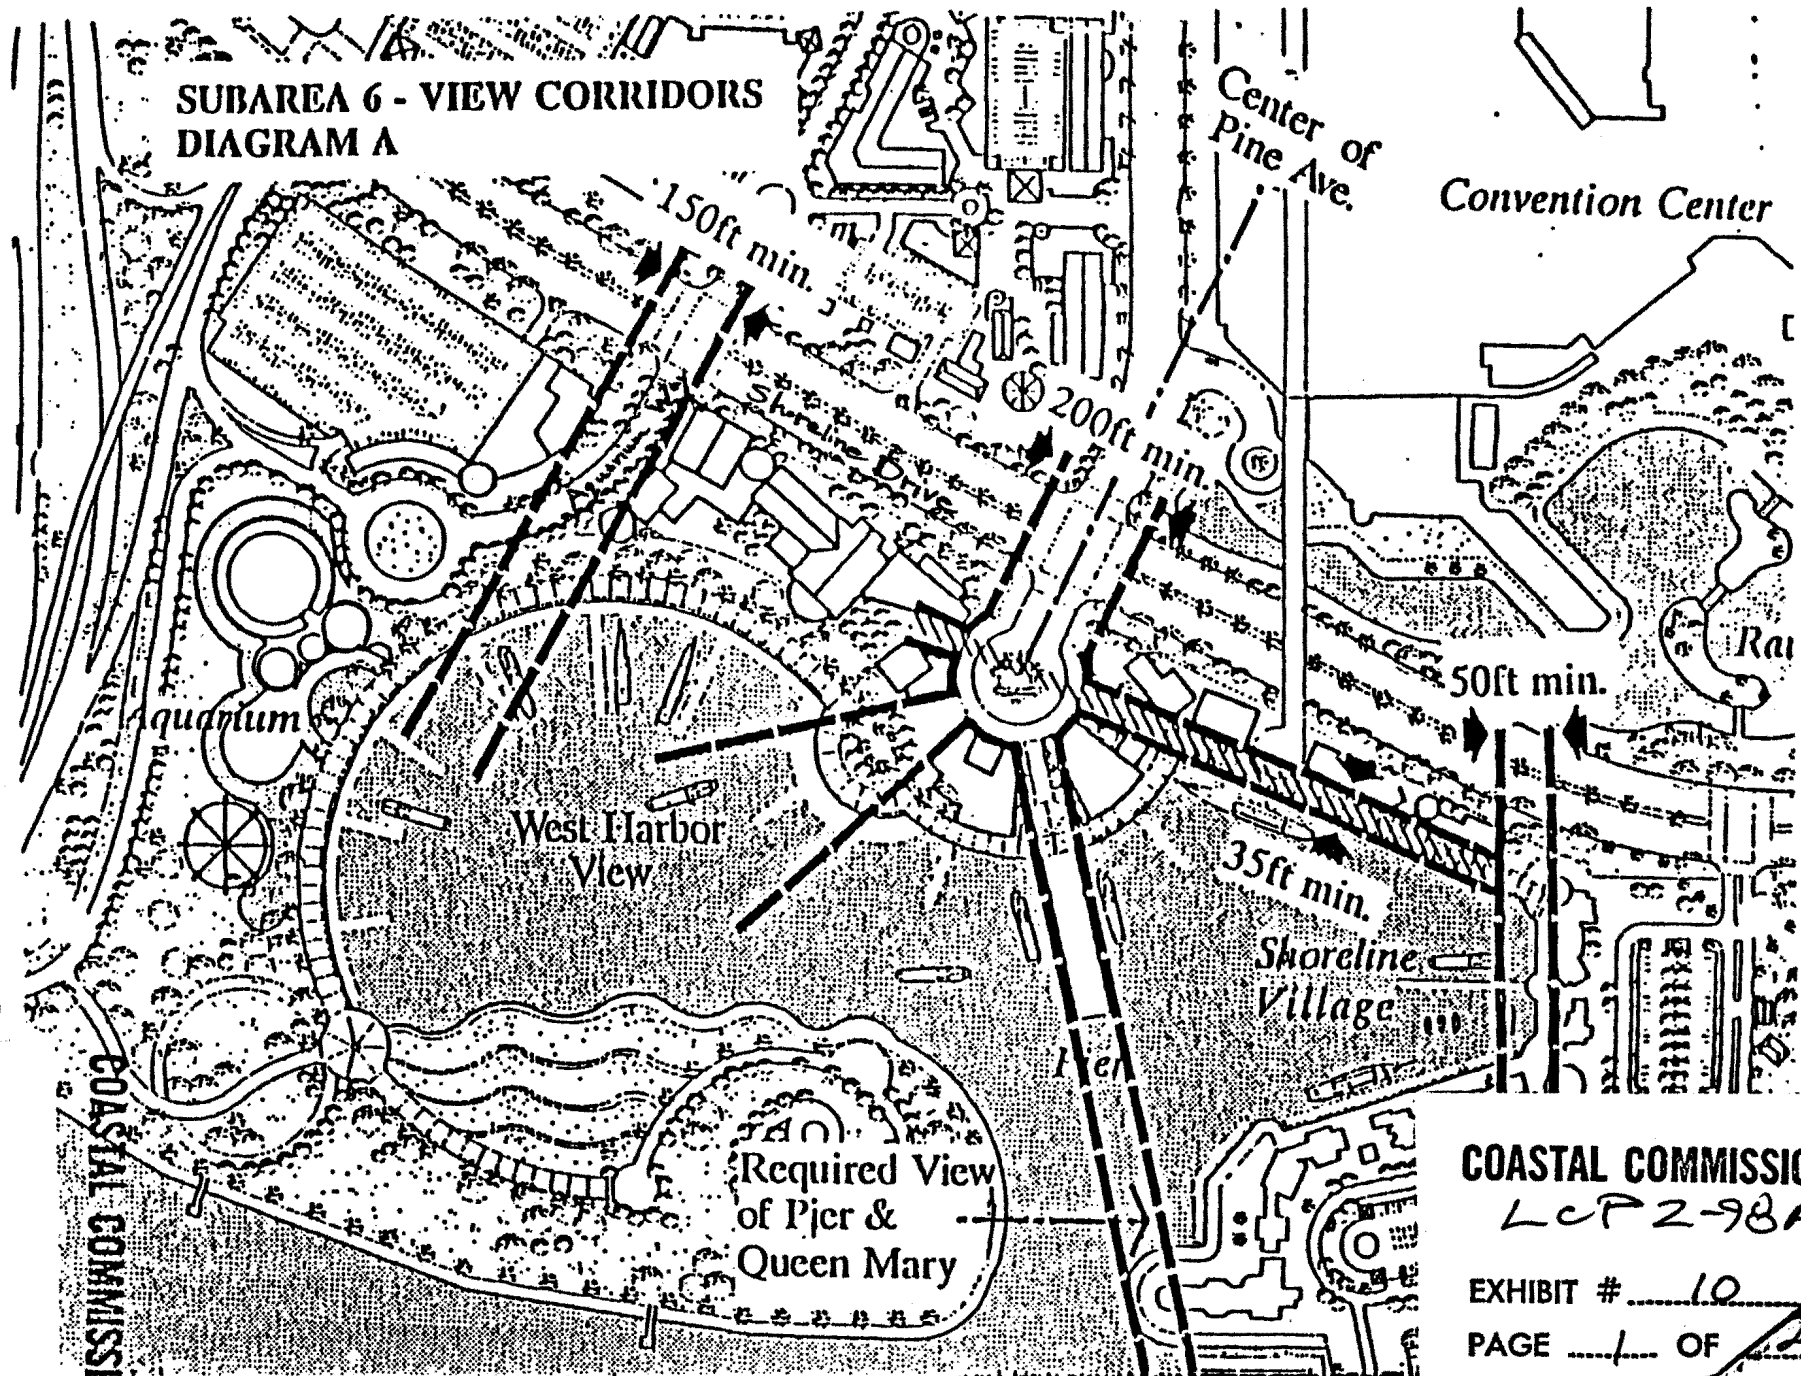 SUBAREA 6 - VIEW CORRIDORS
DIAGRAM A
150ft min.
Center of
Pine Ave.
Convention Center
200ft min.
Shoreline Drive
Aquarium
50ft min.
Aquarium
West Harbor
View
35ft min.
Shoreline
Village
Pier
Required View
of Pier &
Queen Mary
COASTAL COMMISSI
COASTAL COMMISSIO
LCP 2-98A
EXHIBIT # 10
PAGE 1 OF